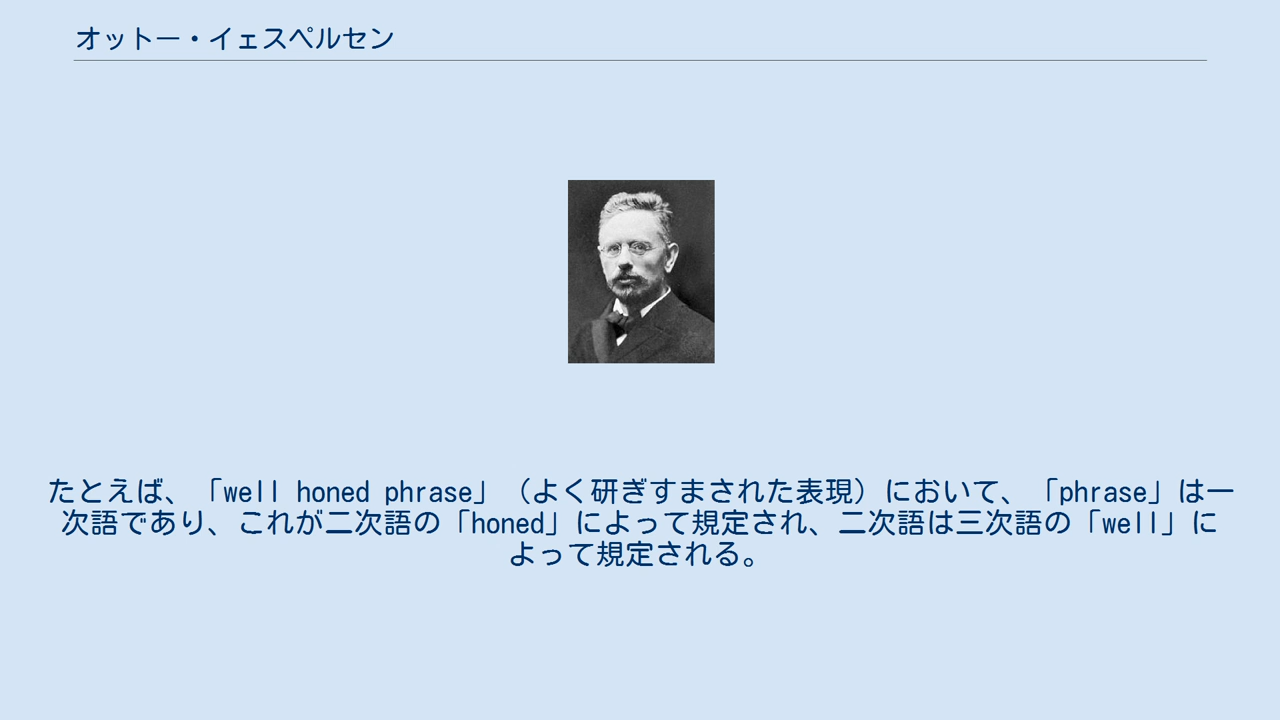 オットー・イェスペルセン
たとえば、「well honed phrase」（よく研ぎすまされた表現）において、「phrase」は一
次語であり、これが二次語の「honed」によって規定され、二次語は三次語の「well」に
よって規定される。